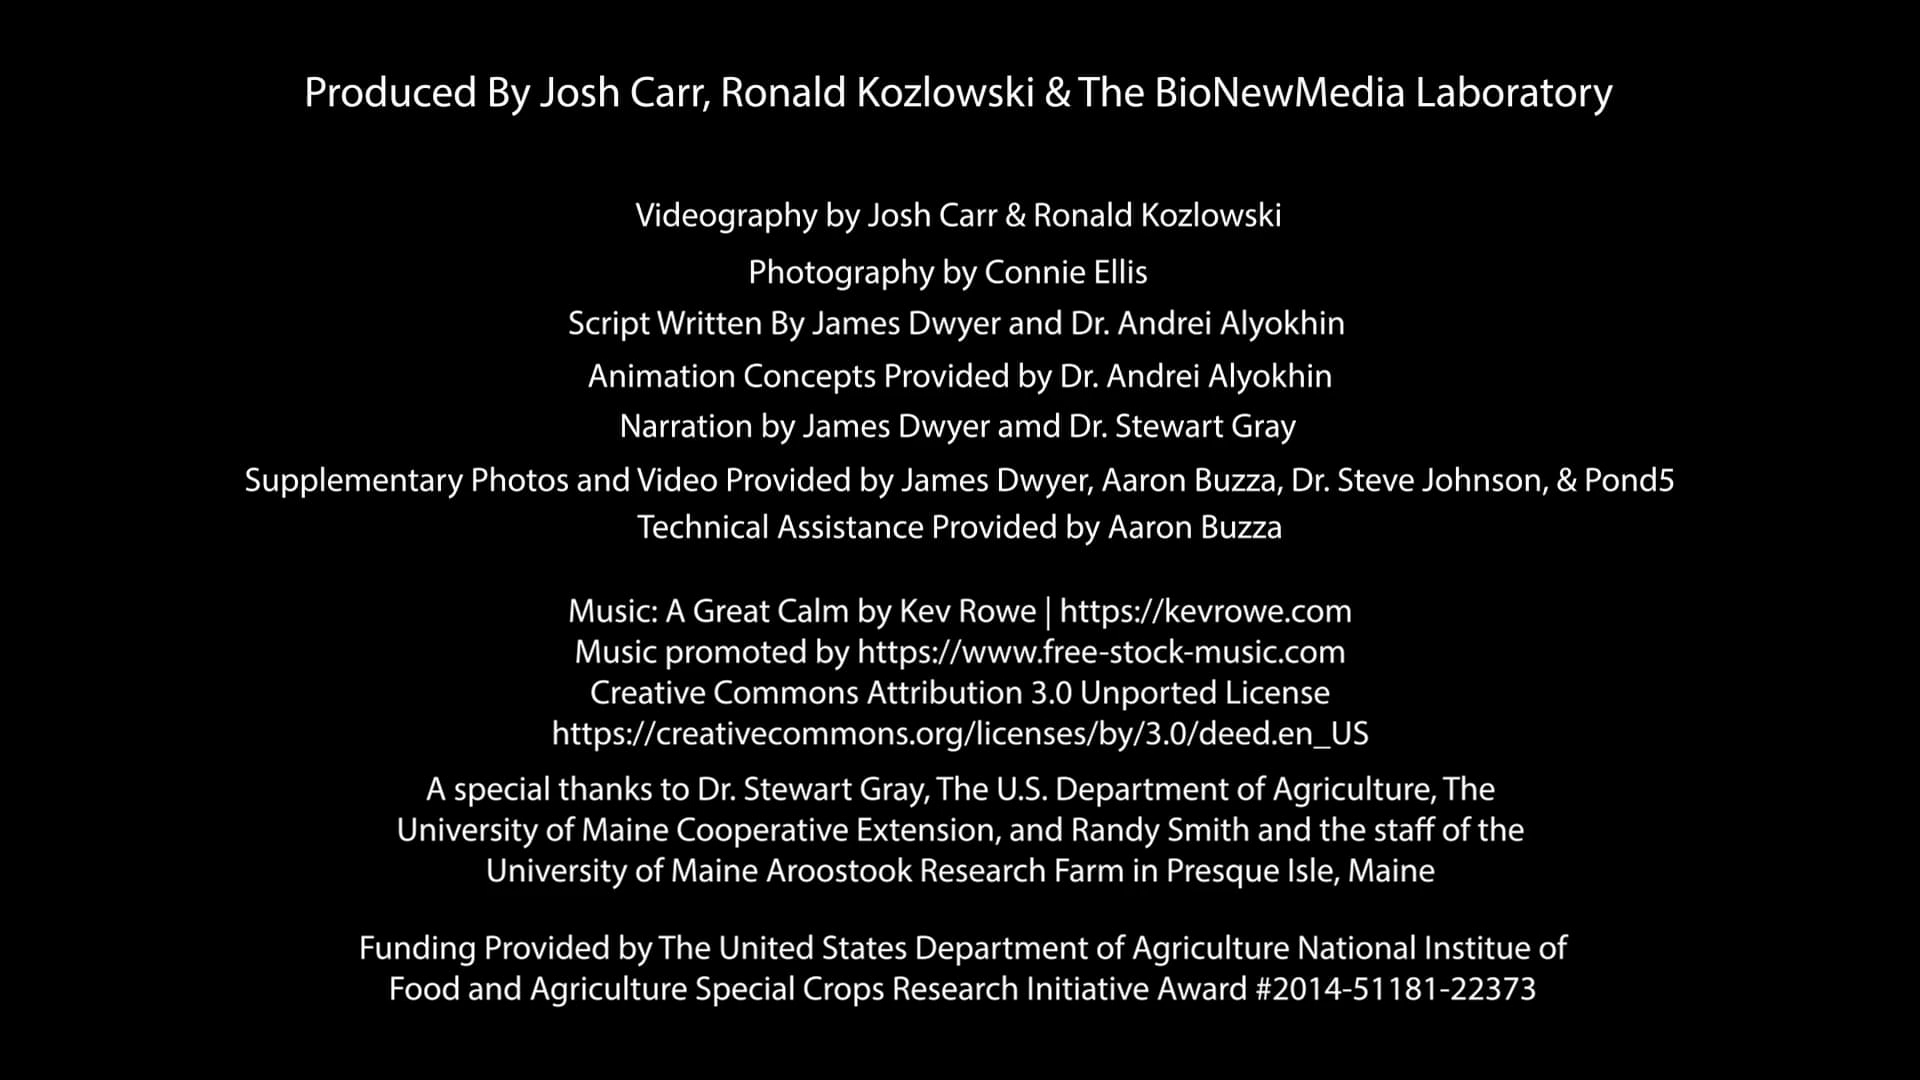 Produced By Josh Carr, Ronald Kozlowski & The BioNewMedia Laboratory
Videography by Josh Carr & Ronald Kozlowski
Photography by Connie Ellis
Script Written By James Dwyer and Dr. Andrei Alyokhin
Animation Concepts Provided by Dr. Andrei Alyokhin
Narration by James Dwyer amd Dr. Stewart Gray
Supplementary Photos and Video Provided by James Dwyer, Aaron Buzza, Dr. Steve Johnson, & Pond5
Technical Assistance Provided by Aaron Buzza
Music: A Great Calm by Kev Rowe | https://kevrowe.com
Music promoted by https://www.free-stock-music.com
Creative Commons Attribution 3.0 Unported License
https://creativecommons.org/licenses/by/3.0/deed.en_US
A special thanks to Dr. Stewart Gray, The U.S. Department of Agriculture, The
University of Maine Cooperative Extension, and Randy Smith and the staff of the
University of Maine Aroostook Research Farm in Presque Isle, Maine
Funding Provided by The United States Department of Agriculture National Institue of
Food and Agriculture Special Crops Research Initiative Award #2014-51181-22373